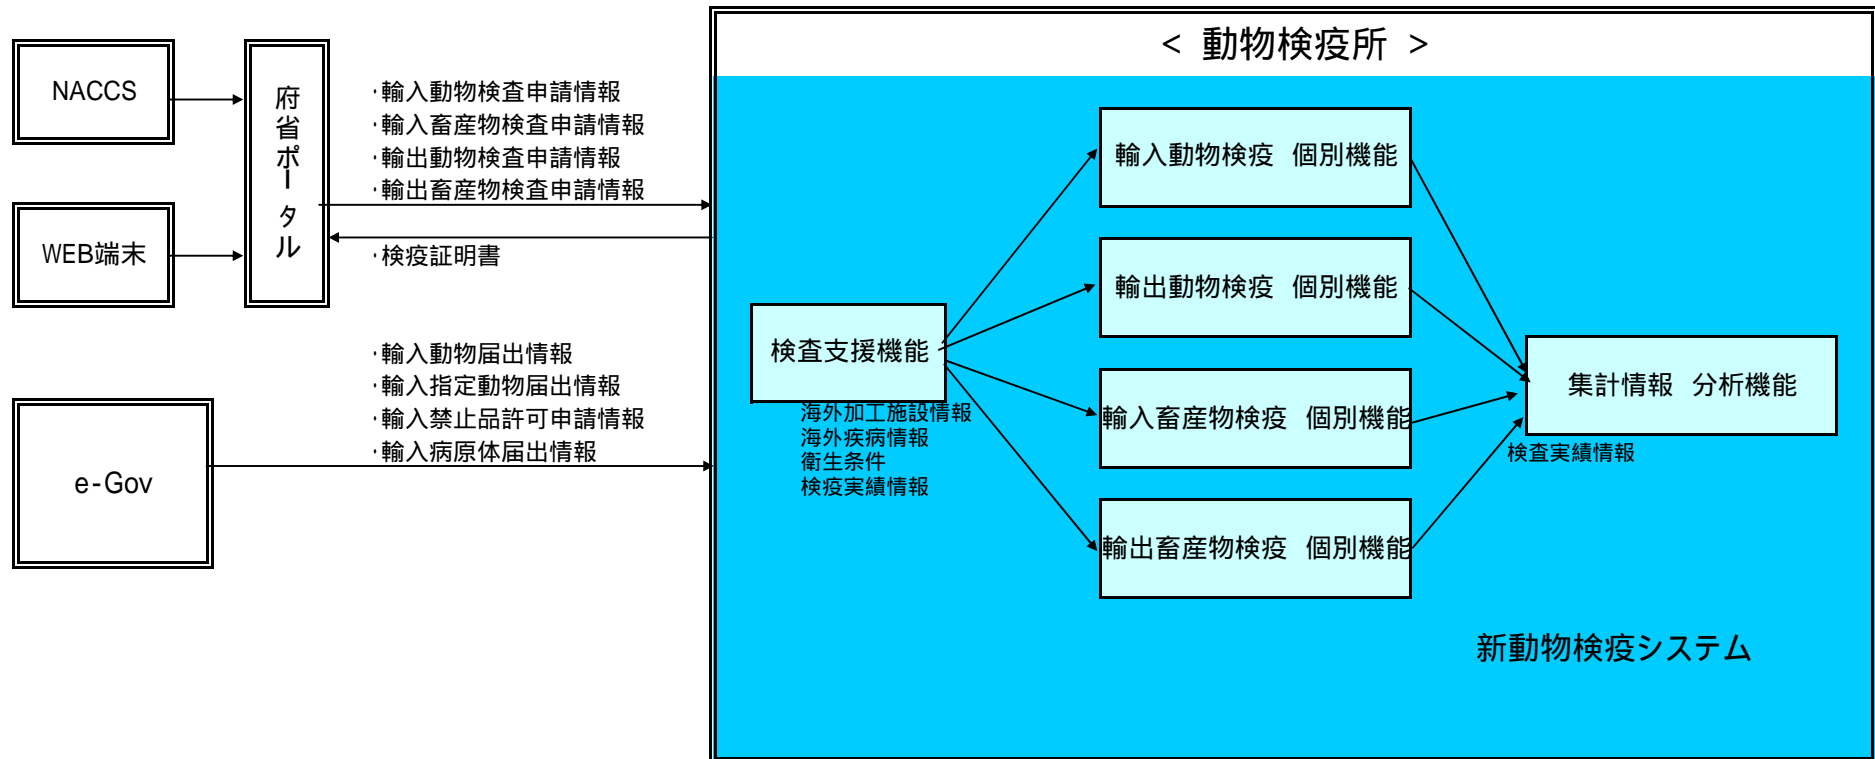 NACCS
WEB端末
府省ポータル
・輸入動物検査申請情報
・輸入畜産物検査申請情報
・輸出動物検査申請情報
・輸出畜産物検査申請情報
・検疫証明書
e-Gov
・輸入動物届出情報
・輸入指定動物届出情報
・輸入禁止品許可申請情報
・輸入病原体届出情報
< 動物検疫所 >
検査支援機能
海外加工施設情報
海外疾病情報
衛生条件
検疫実績情報
輸入動物検疫 個別機能
輸出動物検疫 個別機能
輸入畜産物検疫 個別機能
輸出畜産物検疫 個別機能
集計情報 分析機能
検査実績情報
新動物検疫システム